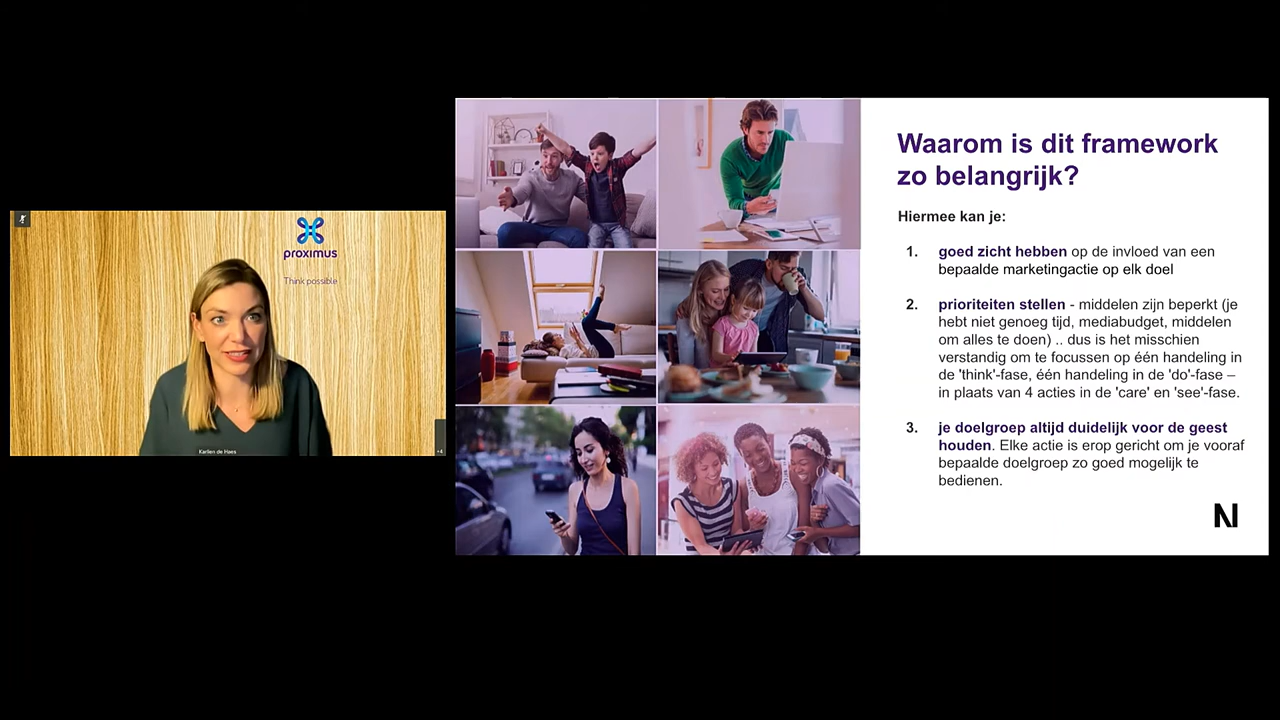 proximus
Think possible
Karlien de Haes
+4
Waarom is dit framework
zo belangrijk?
Hiermee kan je:
1. goed zicht hebben op de invloed van een
bepaalde marketingactie op elk doel
2. prioriteiten stellen - middelen zijn beperkt (je
hebt niet genoeg tijd, mediabudget, middelen
om alles te doen) .. dus is het misschien
verstandig om te focussen op één handeling in
de 'think'-fase, één handeling in de 'do'-fase –
in plaats van 4 acties in de 'care' en 'see'-fase.
3. je doelgroep altijd duidelijk voor de geest
houden. Elke actie is erop gericht om je vooraf
bepaalde doelgroep zo goed mogelijk te
bedienen.
N